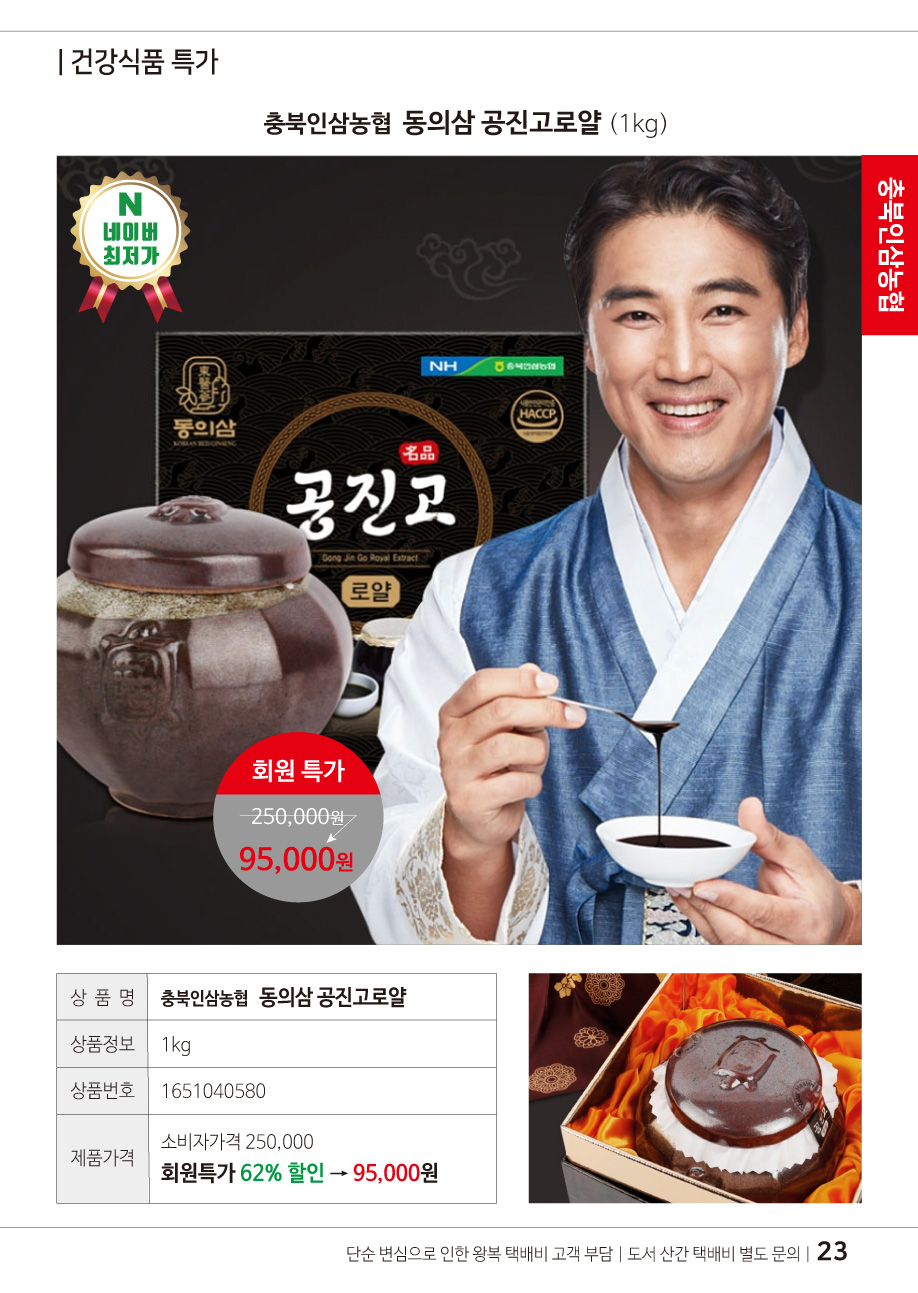 | 건강식품 특가
충북인삼농협 동의삼 공진고로얄 (1kg)
충북인삼농협
N
네이버
최저가
東醫蔘
동의삼
KOREAN RED GINSENG
NH 충북인삼농협
HACCP
名品
공진고
Gong Jin Go Royal Extract
로얄
회원 특가
250,000원
95,000원
상 품 명 충북인삼농협 동의삼 공진고로얄
상품정보 1kg
상품번호 1651040580
제품가격 소비자가격 250,000
회원특가 62% 할인 → 95,000원
단순 변심으로 인한 왕복 택배비 고객 부담 | 도서 산간 택배비 별도 문의 | 23